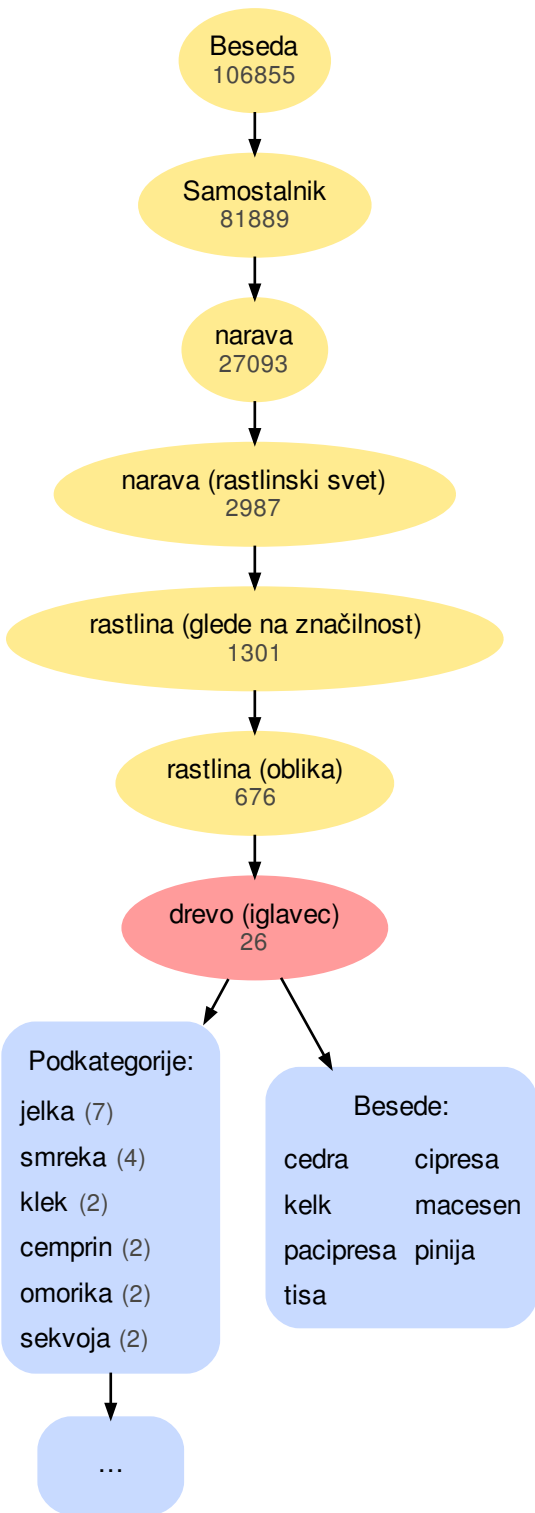 Beseda
106855
Samostalnik
81889
narava
27093
narava (rastlinski svet)
2987
rastlina (glede na značilnost)
1301
rastlina (oblika)
676
drevo (iglavec)
26
Podkategorije:
jelka (7)
smreka (4)
klek (2)
cemprin (2)
omorika (2)
sekvoja (2)
...
Besede:
cedra cipresa
kelk macesen
pacipresa pinija
tisa